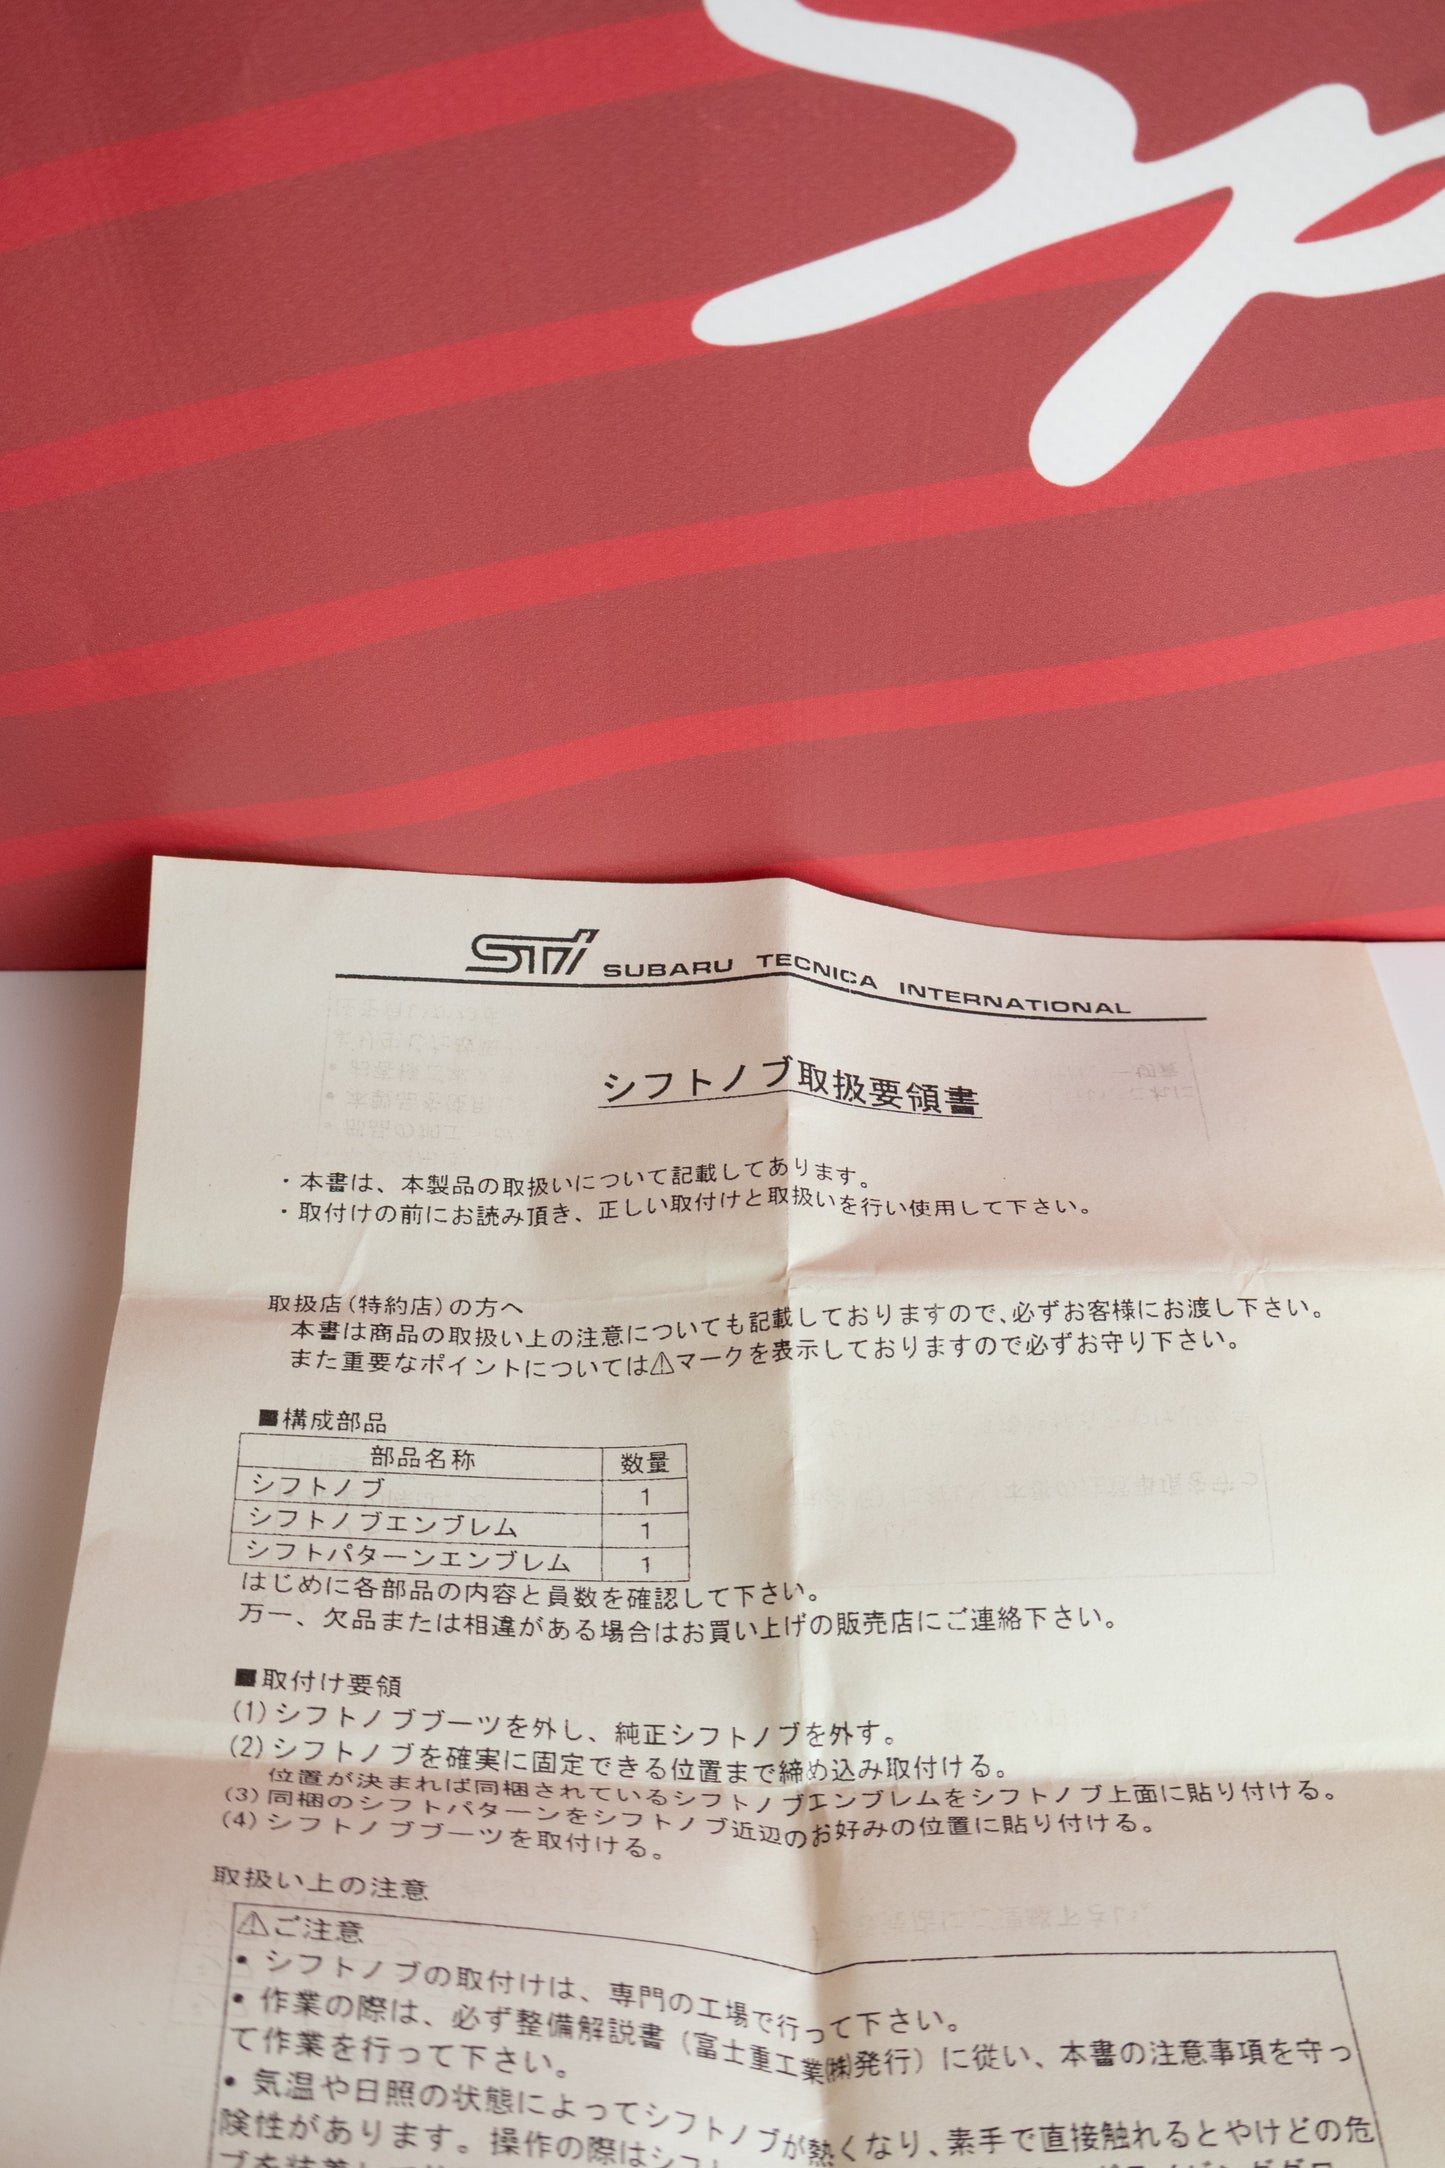 Sp
STi SUBARU TECNICA INTERNATIONAL
シフトノブ取扱要領書
・本書は、本製品の取扱いについて記載してあります。
・取付けの前にお読み頂き、正しい取付けと取扱いを行い使用して下さい。
取扱店(特約店)の方へ
本書は商品の取扱い上の注意についても記載しておりますので、必ずお客様にお渡し下さい。
また重要なポイントについては⚠マークを表示しておりますので必ずお守り下さい。
■構成部品
部品名称 数量
シフトノブ 1
シフトノブエンブレム 1
シフトパターンエンブレム 1
はじめに各部品の内容と員数を確認して下さい。
万一、欠品または相違がある場合はお買い上げの販売店にご連絡下さい。
■取付け要領
(1)シフトノブブーツを外し、純正シフトノブを外す。
(2)シフトノブを確実に固定できる位置まで締め込み取付ける。
位置が決まれば同梱されているシフトノブエンブレムをシフトノブ上面に貼り付ける。
(3)同梱のシフトパターンをシフトノブ近辺のお好みの位置に貼り付ける。
(4)シフトノブブーツを取付ける。
取扱い上の注意
⚠ご注意
• シフトノブの取付けは、専門の工場で行って下さい。
• 作業の際は、必ず整備解説書（富士重工業㈱発行）に従い、本書の注意事項を守っ
て作業を行って下さい。
• 気温や日照の状態によってシフトノブが熱くなり、素手で直接触れるとやけどの危
険性があります。操作の際はシフ